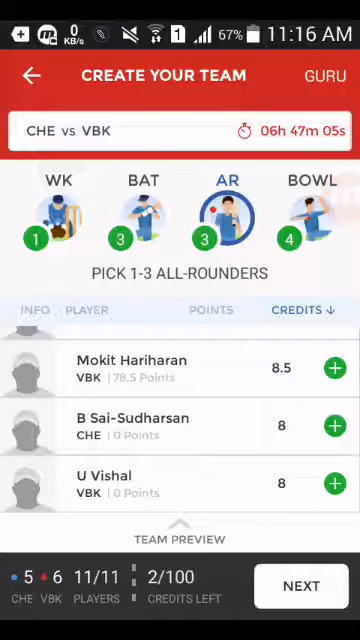 0 KB/s 1 67% 11:16 AM
CREATE YOUR TEAM GURU
CHE vs VBK 06h 47m 05s
WK BAT AR BOWL
1 3 3 4
PICK 1-3 ALL-ROUNDERS
INFO PLAYER POINTS CREDITS ↓
Mokit Hariharan
VBK | 78.5 Points 8.5
B Sai-Sudharsan
CHE | 0 Points 8
U Vishal
VBK | 0 Points 8
TEAM PREVIEW
5 6 11/11 2/100 NEXT
CHE VBK PLAYERS CREDITS LEFT